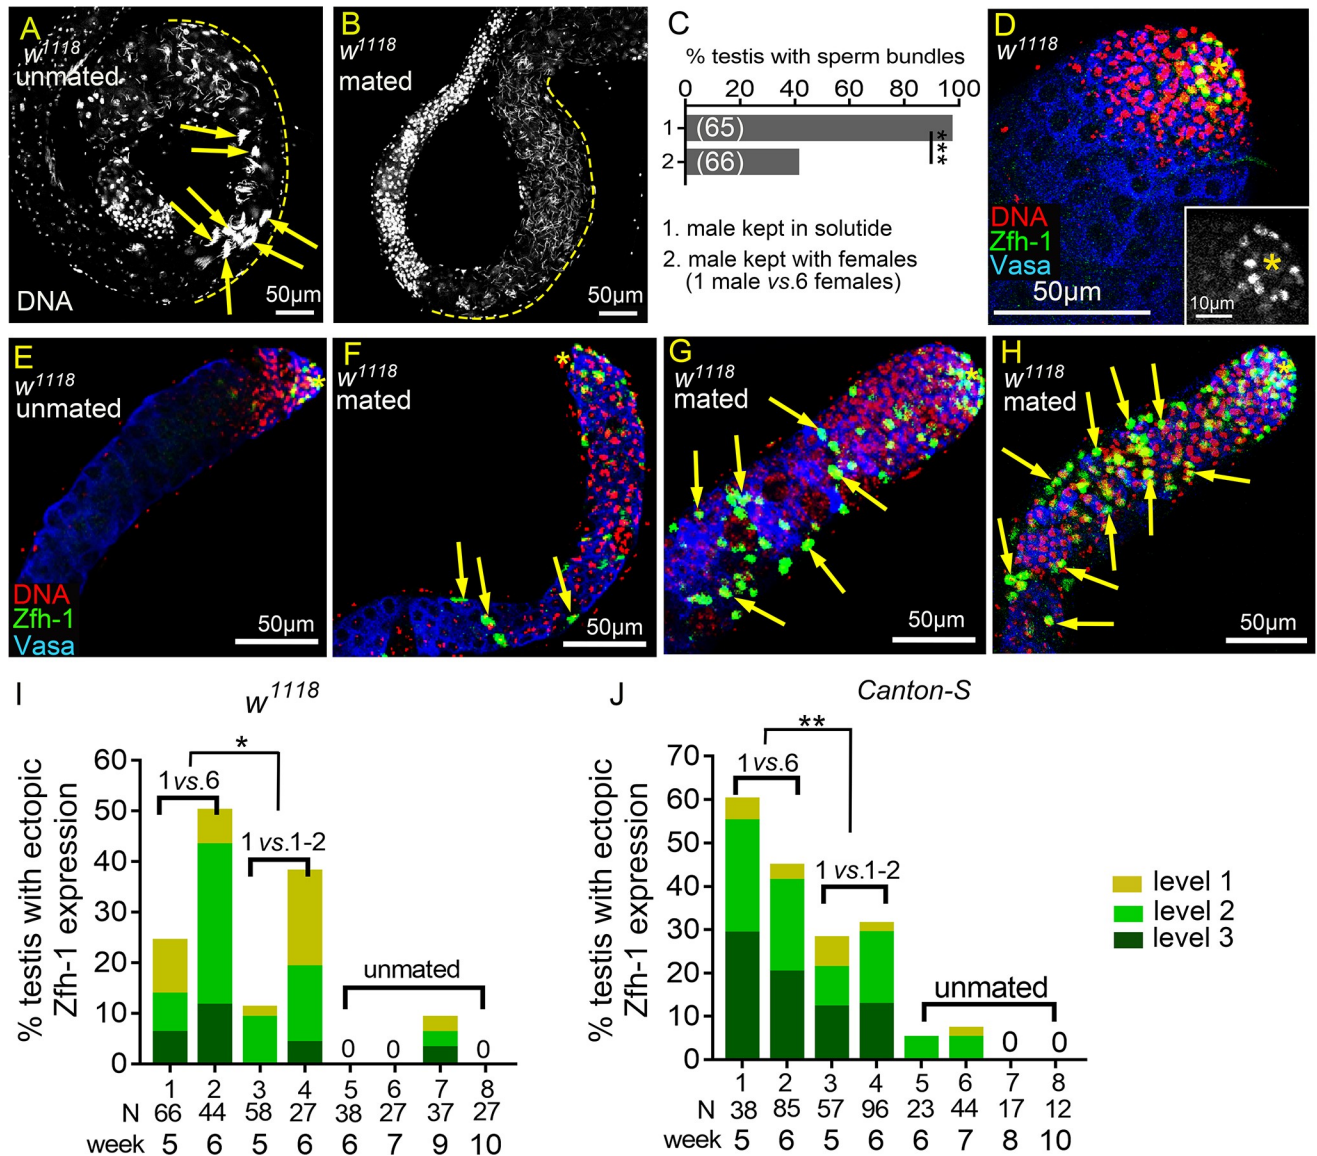 A
w1118
unmated
DNA
50µm
B
w1118
mated
50µm
C
% testis with sperm bundles
0 20 40 60 80 100
1 (65)
2 (66)
***
1. male kept in solutide
2. male kept with females
(1 male vs.6 females)
D
w1118
*
DNA
Zfh-1
Vasa
50µm
*
10µm
E
w1118
unmated
*
DNA
Zfh-1
Vasa
50µm
F
*
w1118
mated
50µm
G
w1118
mated
*
50µm
H
w1118
mated
*
50µm
I
w1118
% testis with ectopic
Zfh-1 expression
60
50
40
30
20
10
0
*
1vs.6
1 vs.1-2
unmated
0 0 0
1 2 3 4 5 6 7 8
N 66 44 58 27 38 27 37 27
week 5 6 5 6 6 7 9 10
J
Canton-S
% testis with ectopic
Zfh-1 expression
70
60
50
40
30
20
10
0
**
1vs.6
1 vs.1-2
unmated
0 0
1 2 3 4 5 6 7 8
N 38 85 57 96 23 44 17 12
week 5 6 5 6 6 7 8 10
level 1
level 2
level 3